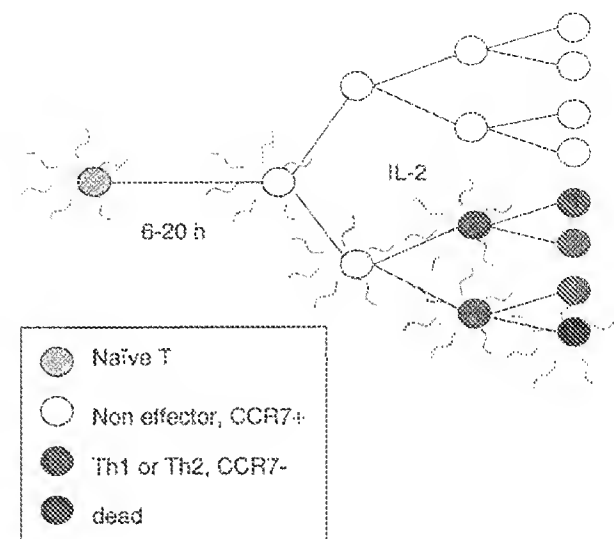 IL-2
6-20 h
Naïve T
Non effector, CCR7+
Th1 or Th2, CCR7-
dead